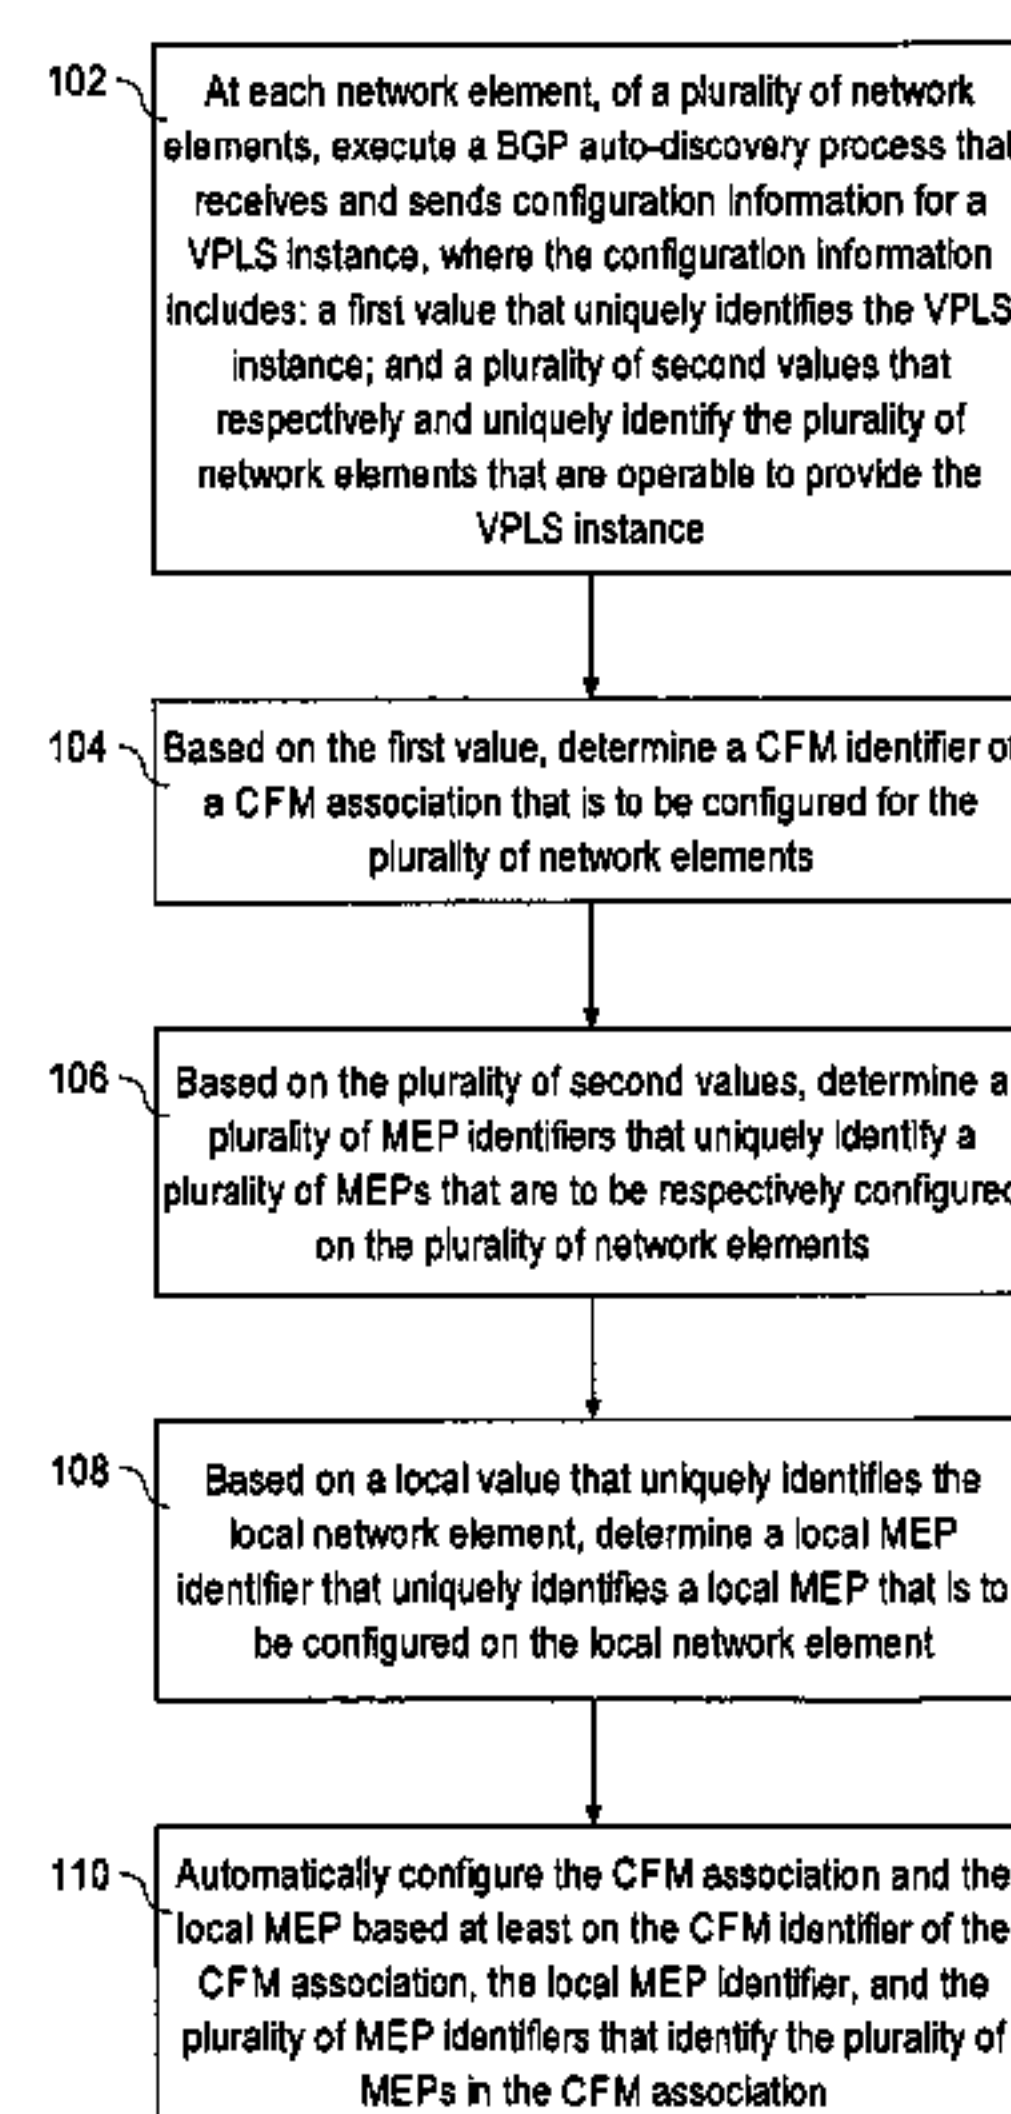 102
At each network element, of a plurality of network
elements, execute a BGP auto-discovery process that
receives and sends configuration information for a
VPLS instance, where the configuration information
includes: a first value that uniquely identifies the VPLS
instance; and a plurality of second values that
respectively and uniquely identify the plurality of
network elements that are operable to provide the
VPLS instance
104
Based on the first value, determine a CFM identifier of
a CFM association that is to be configured for the
plurality of network elements
106
Based on the plurality of second values, determine a
plurality of MEP identifiers that uniquely identify a
plurality of MEPs that are to be respectively configured
on the plurality of network elements
108
Based on a local value that uniquely identifies the
local network element, determine a local MEP
identifier that uniquely identifies a local MEP that is to
be configured on the local network element
110
Automatically configure the CFM association and the
local MEP based at least on the CFM identifier of the
CFM association, the local MEP identifier, and the
plurality of MEP identifiers that identify the plurality of
MEPs in the CFM association